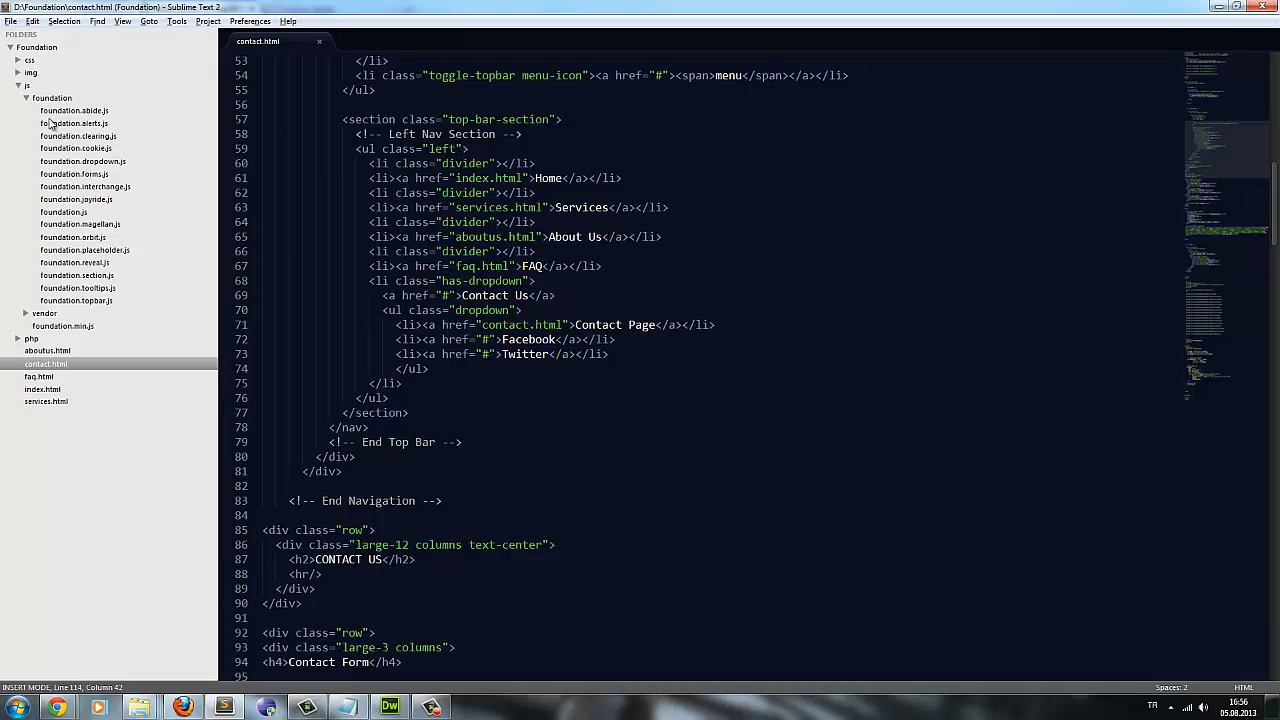 D:\Foundation\contact.html (Foundation) - Sublime Text 2
File Edit Selection Find View Goto Tools Project Preferences Help
FOLDERS
Foundation
css
img
js
foundation
foundation.abide.js
foundation.alerts.js
foundation.clearing.js
foundation.cookie.js
foundation.dropdown.js
foundation.forms.js
foundation.interchange.js
foundation.joyride.js
foundation.js
foundation.magellan.js
foundation.orbit.js
foundation.placeholder.js
foundation.reveal.js
foundation.section.js
foundation.tooltips.js
foundation.topbar.js
vendor
foundation.min.js
php
aboutus.html
contact.html
faq.html
index.html
services.html
contact.html
53 </li>
54 <li class="toggle-topbar menu-icon"><a href="#"><span>menu</span></a></li>
55 </ul>
56
57 <section class="top-bar-section">
58 <!-- Left Nav Section -->
59 <ul class="left">
60 <li class="divider"></li>
61 <li><a href="index.html">Home</a></li>
62 <li class="divider"></li>
63 <li><a href="services.html">Services</a></li>
64 <li class="divider"></li>
65 <li><a href="aboutus.html">About Us</a></li>
66 <li class="divider"></li>
67 <li><a href="faq.html">FAQ</a></li>
68 <li class="has-dropdown">
69 <a href="#">Contact Us</a>
70 <ul class="dropdown">
71 <li><a href="contact.html">Contact Page</a></li>
72 <li><a href="#">Facebook</a></li>
73 <li><a href="#">Twitter</a></li>
74 </ul>
75 </li>
76 </ul>
77 </section>
78 </nav>
79 <!-- End Top Bar -->
80 </div>
81 </div>
82
83 <!-- End Navigation -->
84
85 <div class="row">
86 <div class="large-12 columns text-center">
87 <h2>CONTACT US</h2>
88 <hr/>
89 </div>
90 </div>
91
92 <div class="row">
93 <div class="large-3 columns">
94 <h4>Contact Form</h4>
95
INSERT MODE, Line 114, Column 42
Spaces: 2
HTML
TR
16:56
05.08.2013